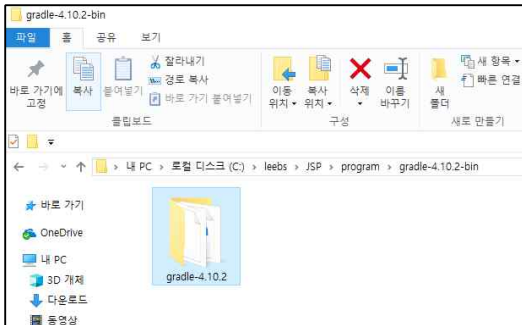 gradle-4.10.2-bin
파일 홈 공유 보기
바로 가기에 고정
복사
붙여넣기
잘라내기
경로 복사
바로 가기 붙여넣기
클립보드
이동 위치
복사 위치
삭제
이름 바꾸기
구성
새 폴더
새 항목
빠른 연결
새로 만들기
내 PC > 로컬 디스크 (C:) > leebs > JSP > program > gradle-4.10.2-bin
바로 가기
OneDrive
내 PC
3D 개체
다운로드
동영상
gradle-4.10.2